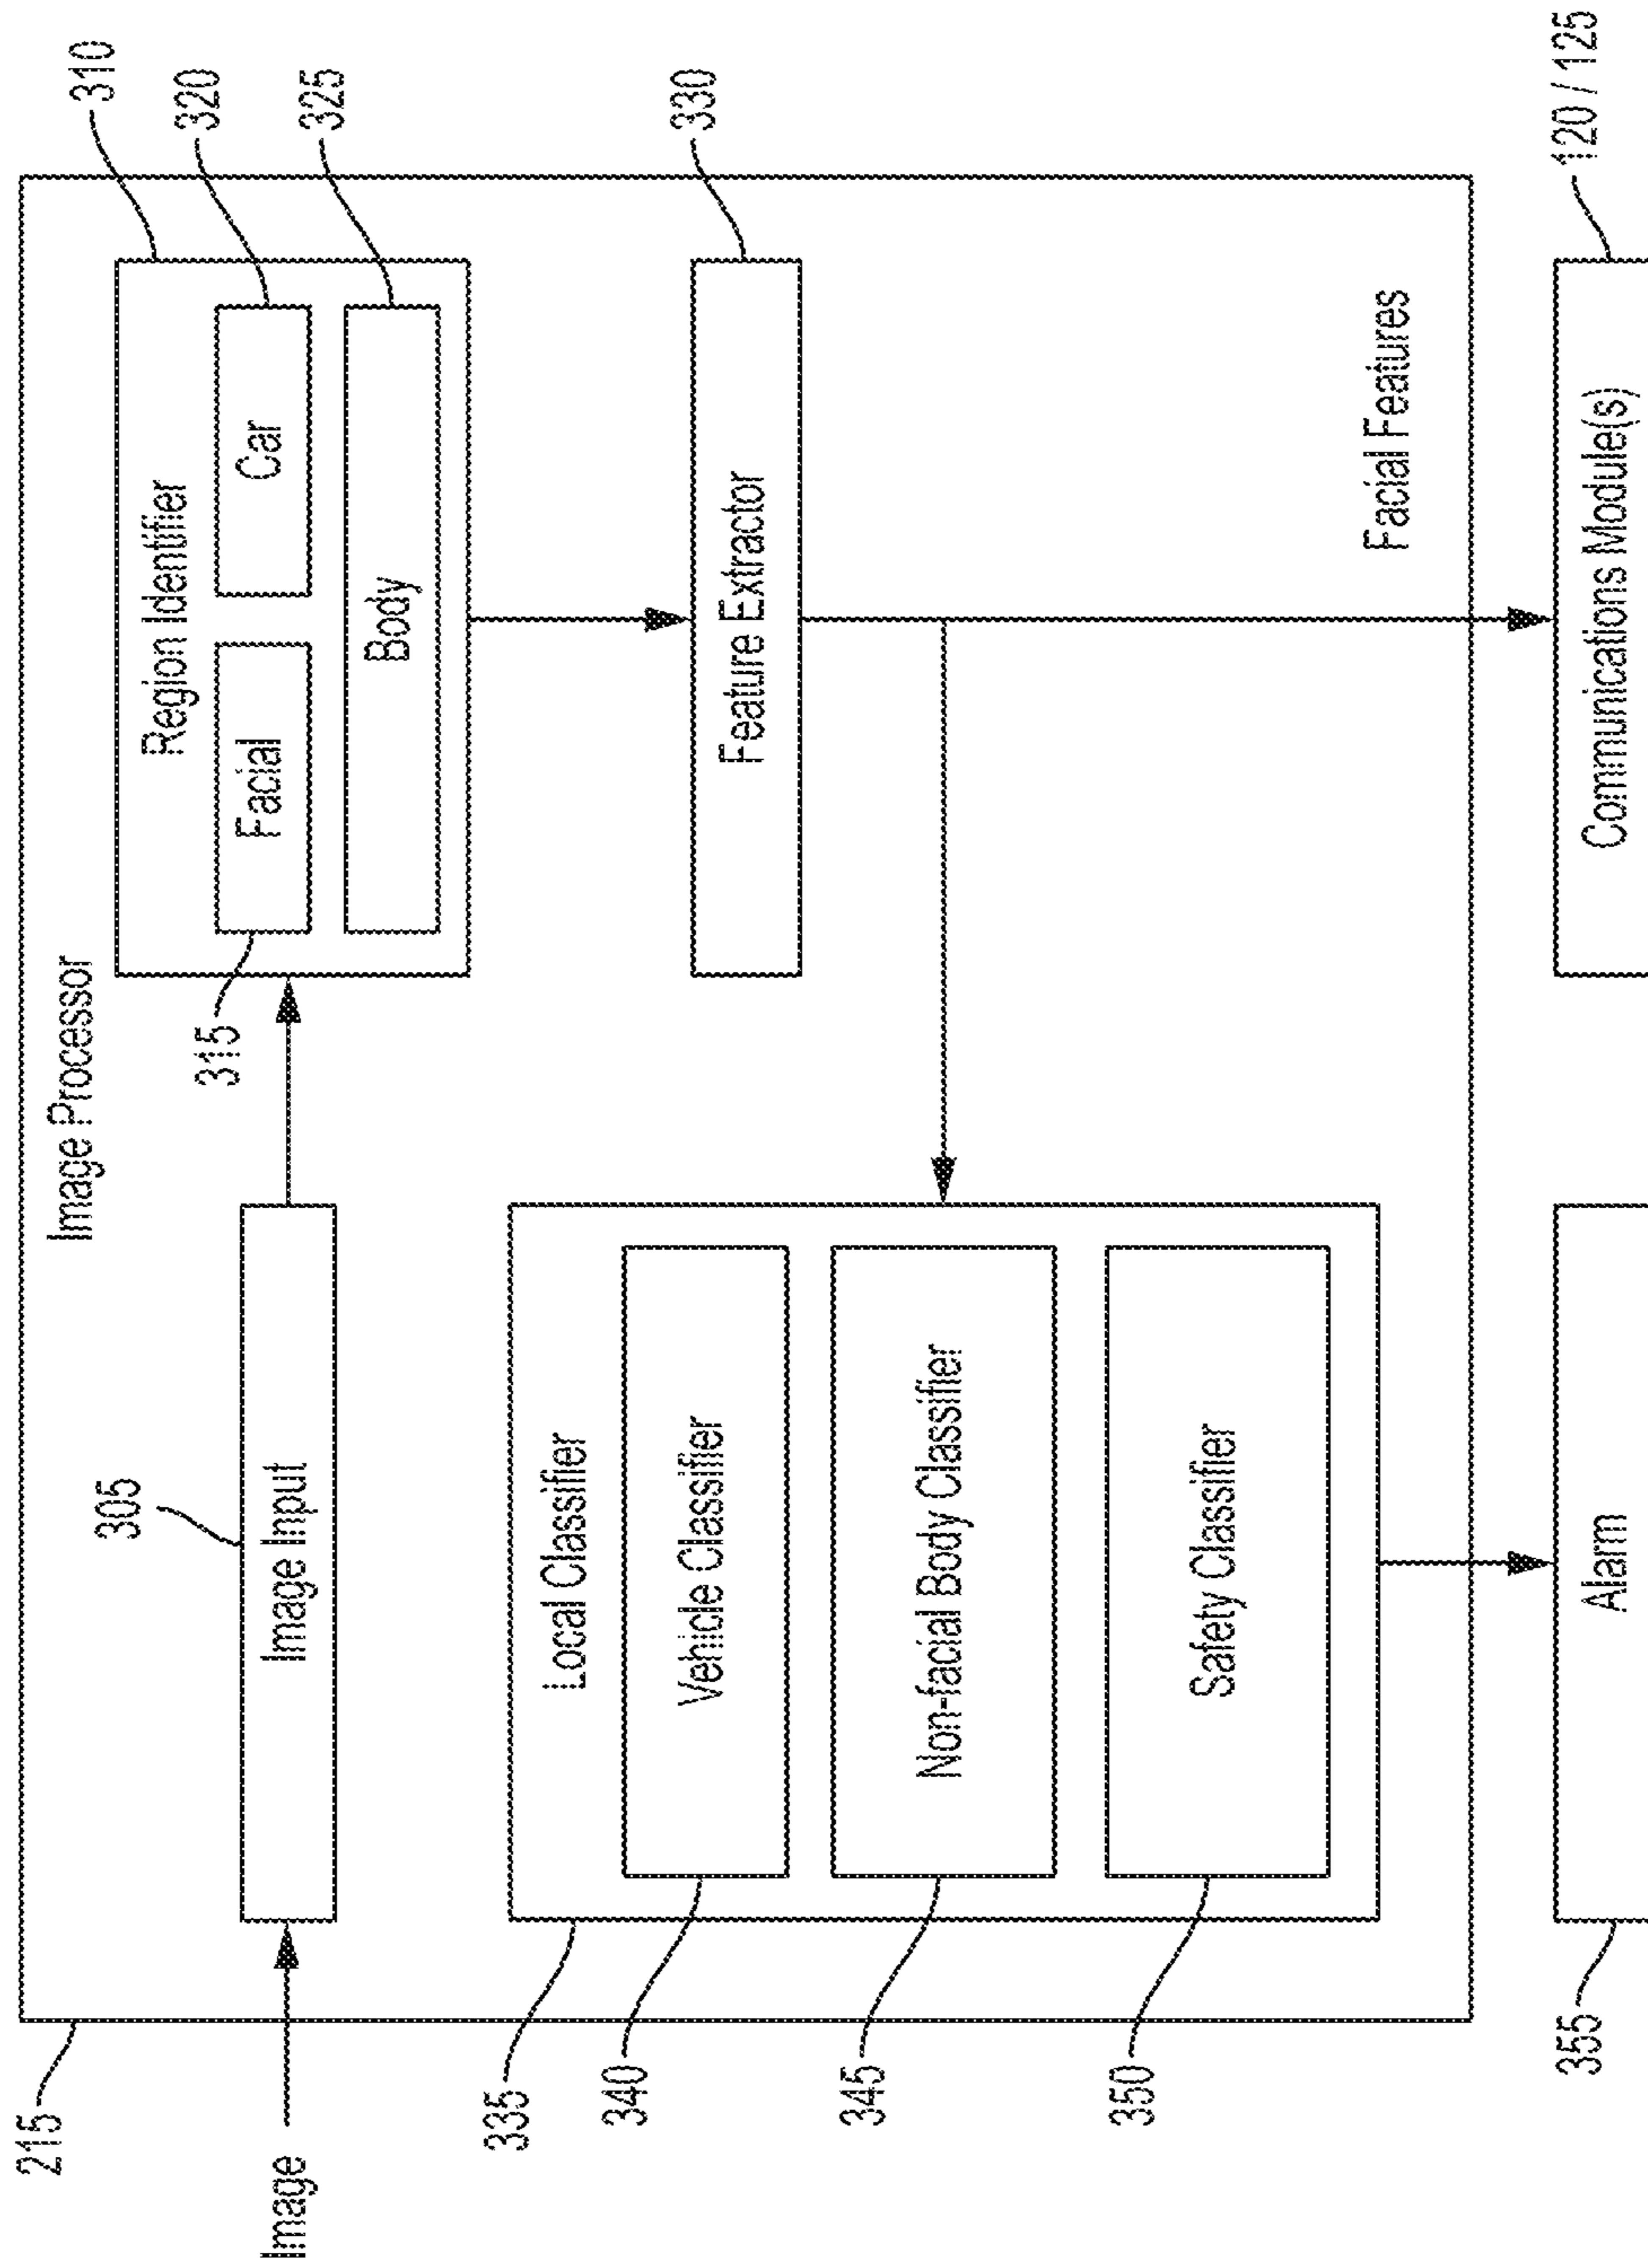 215
Image Processor
310
Region Identifier
Image
305
Image Input
315
Facial
Car
320
Body
325
335
Local Classifier
340
Vehicle Classifier
Feature Extractor
330
345
Non-facial Body Classifier
350
Safety Classifier
Facial Features
355
Alarm
Communications Module(s)
120 / 125